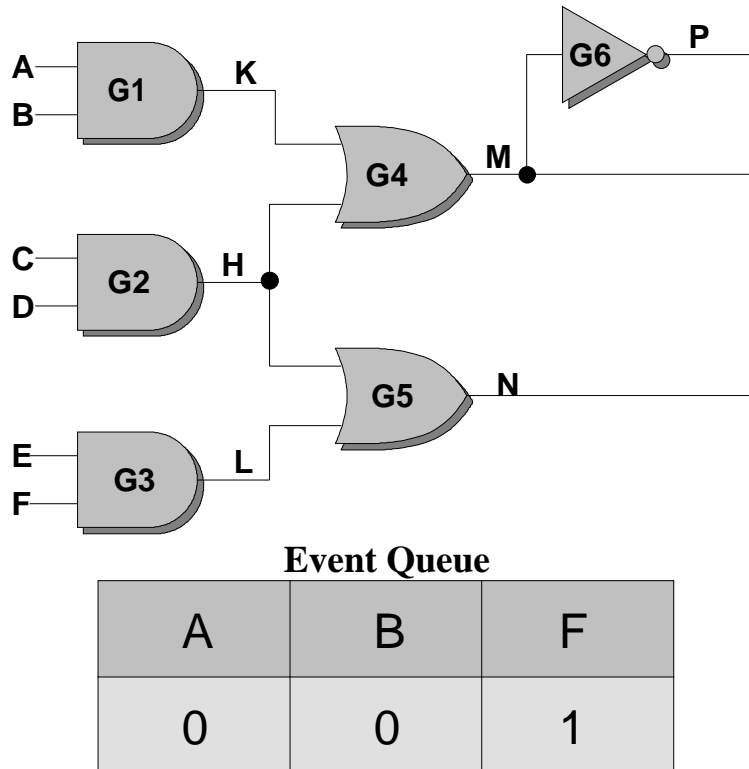 G6 P
A G1 K
B
G4 M
C G2 H
D
G5 N
E G3 L
F
Event Queue
A B F
0 0 1